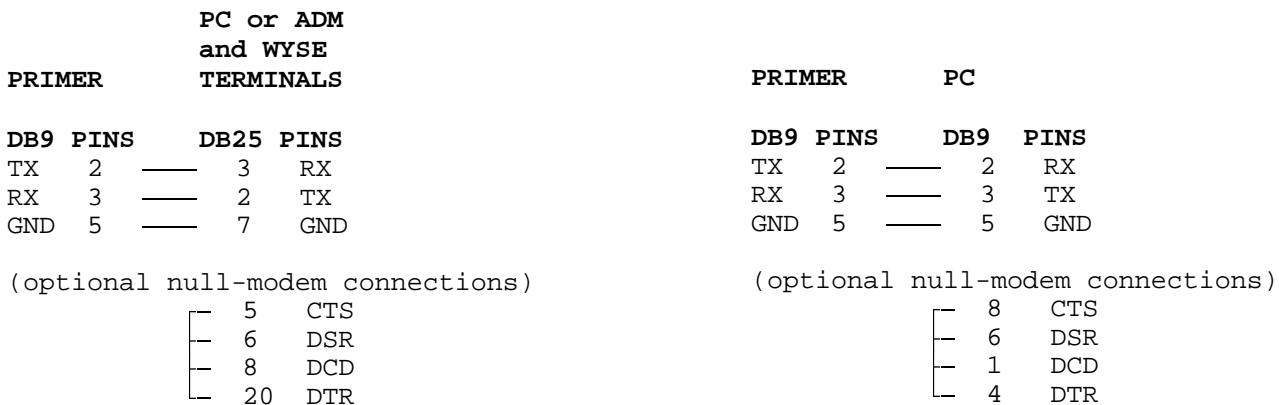 PC or ADM
and WYSE
PRIMER TERMINALS
DB9 PINS DB25 PINS
TX 2 3 RX
RX 3 2 TX
GND 5 7 GND
(optional null-modem connections)
5 CTS
6 DSR
8 DCD
20 DTR
PRIMER PC
DB9 PINS DB9 PINS
TX 2 2 RX
RX 3 3 TX
GND 5 5 GND
(optional null-modem connections)
8 CTS
6 DSR
1 DCD
4 DTR